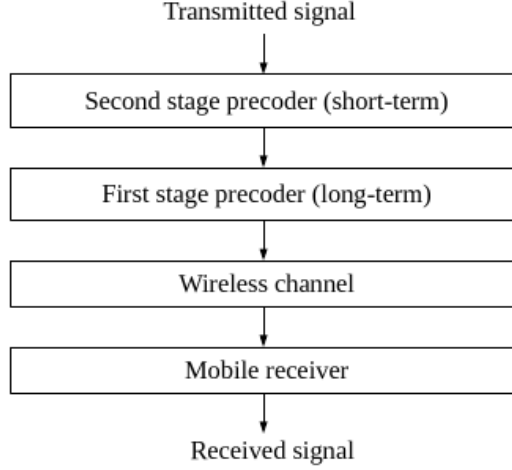 Transmitted signal
Second stage precoder (short-term)
First stage precoder (long-term)
Wireless channel
Mobile receiver
Received signal